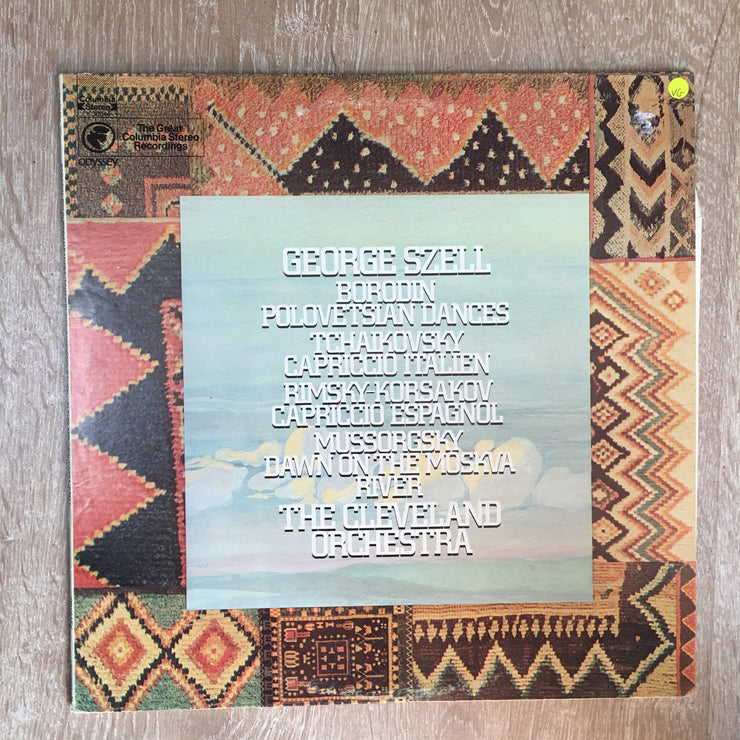 Columbia
Stereo
odyssey
The Great
Columbia Stereo
Recordings
VG
GEORGE SZELL
BORODIN
POLOVETSIAN DANCES
TCHAIKOVSKY
CAPRICCIO ITALIEN
RIMSKY-KORSAKOV
CAPRICCIO ESPAGNOL
MUSSORGSKY
DAWN ON THE MOSKVA
RIVER
THE CLEVELAND
ORCHESTRA